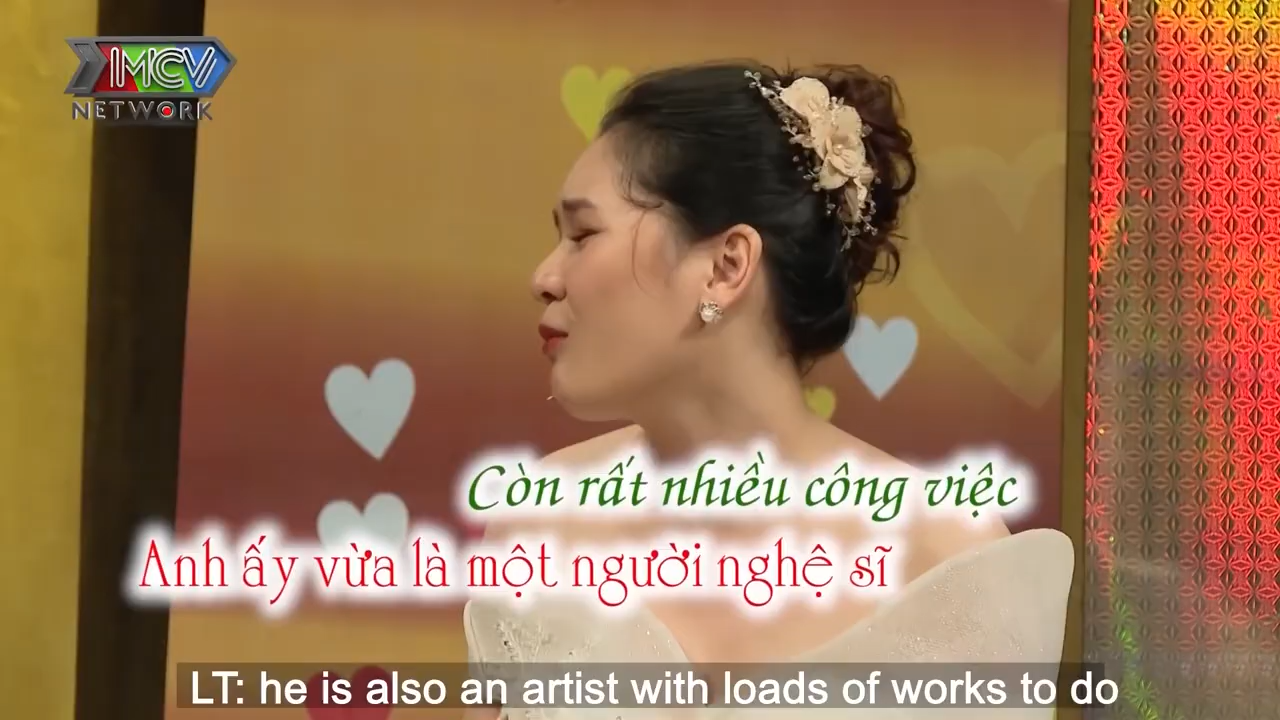 MCV
NETWORK
Còn rất nhiều công việc
Anh ấy vừa là một người nghệ sĩ
LT: he is also an artist with loads of works to do